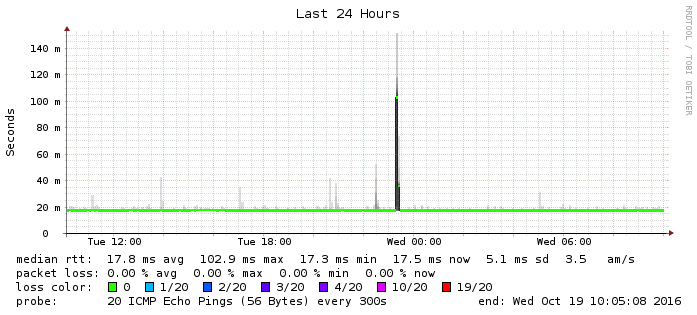 Last 24 Hours
RRDTOOL / TOBI OETIKER
Seconds
140 m
120 m
100 m
80 m
60 m
40 m
20 m
0
Tue 12:00 Tue 18:00 Wed 00:00 Wed 06:00
median rtt: 17.8 ms avg 102.9 ms max 17.3 ms min 17.5 ms now 5.1 ms sd 3.5 am/s
packet loss: 0.00 % avg 0.00 % max 0.00 % min 0.00 % now
loss color: 0 1/20 2/20 3/20 4/20 10/20 19/20
probe: 20 ICMP Echo Pings (56 Bytes) every 300s end: Wed Oct 19 10:05:08 2016